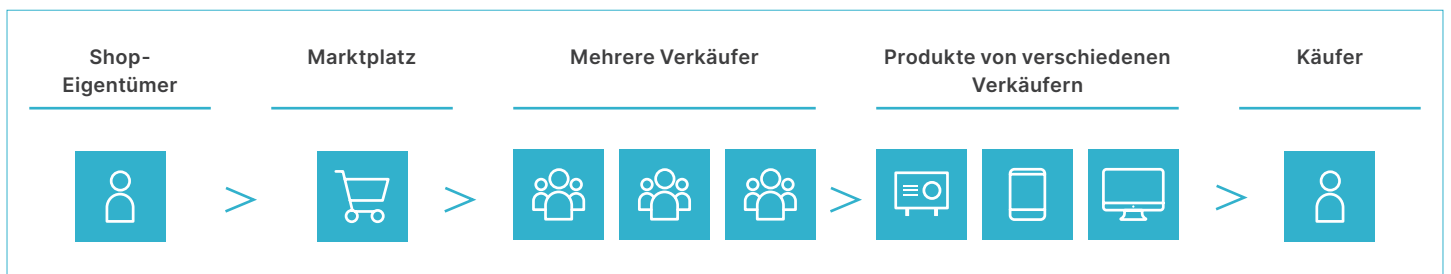 Shop-
Eigentümer
Marktplatz
Mehrere Verkäufer
Produkte von verschiedenen
Verkäufern
Käufer